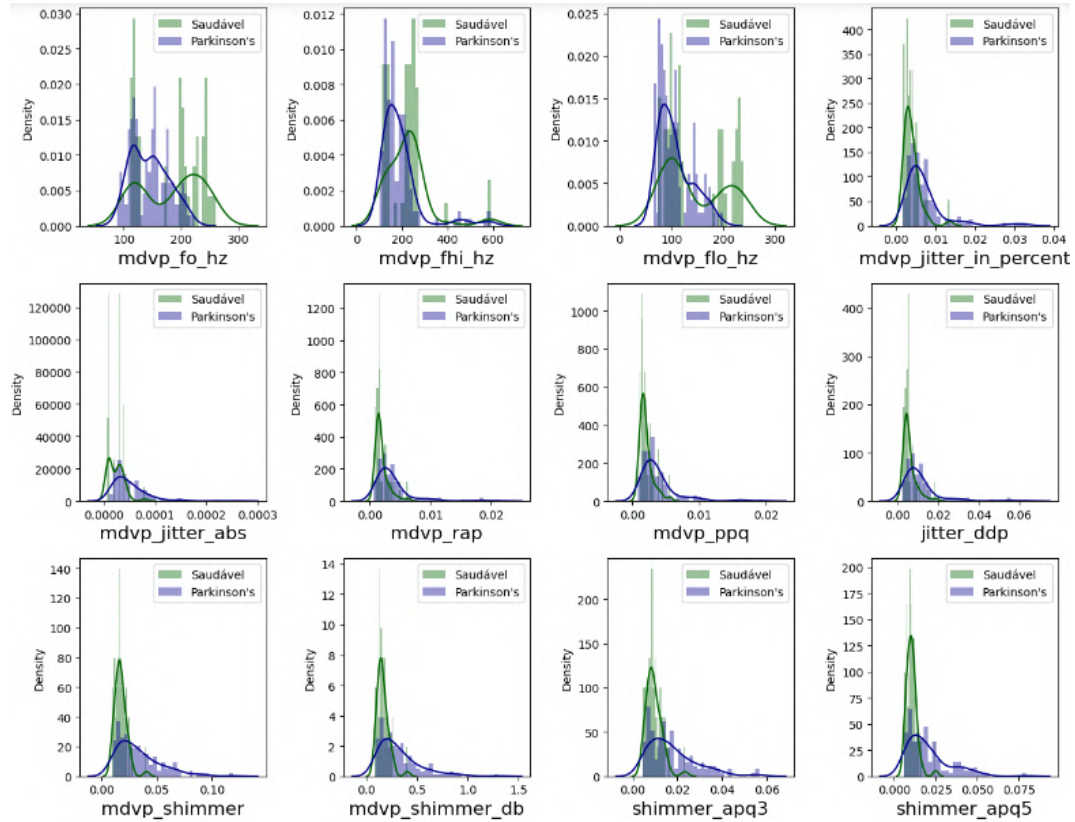 0.030
0.025
0.020
0.015
0.010
0.005
0.000
Density
Saudável
Parkinson's
100 200 300
mdvp_fo_hz
0.012
0.010
0.008
0.006
0.004
0.002
0.000
Density
Saudável
Parkinson's
0 200 400 600
mdvp_fhi_hz
0.025
0.020
0.015
0.010
0.005
0.000
Density
Saudável
Parkinson's
0 100 200 300
mdvp_flo_hz
400
350
300
250
200
150
100
50
0
Density
Saudável
Parkinson's
0.00 0.01 0.02 0.03 0.04
mdvp_jitter_in_percent
120000
100000
80000
60000
40000
20000
0
Density
Saudável
Parkinson's
0.0000 0.0001 0.0002 0.0003
mdvp_jitter_abs
1200
1000
800
600
400
200
0
Density
Saudável
Parkinson's
0.00 0.01 0.02
mdvp_rap
1000
800
600
400
200
0
Density
Saudável
Parkinson's
0.00 0.01 0.02
mdvp_ppq
400
300
200
100
0
Density
Saudável
Parkinson's
0.00 0.02 0.04 0.06
jitter_ddp
140
120
100
80
60
40
20
0
Density
Saudável
Parkinson's
0.00 0.05 0.10
mdvp_shimmer
14
12
10
8
6
4
2
0
Density
Saudável
Parkinson's
0.0 0.5 1.0 1.5
mdvp_shimmer_db
200
150
100
50
0
Density
Saudável
Parkinson's
0.00 0.02 0.04 0.06
shimmer_apq3
200
175
150
125
100
75
50
25
0
Density
Saudável
Parkinson's
0.000 0.025 0.050 0.075
shimmer_apq5